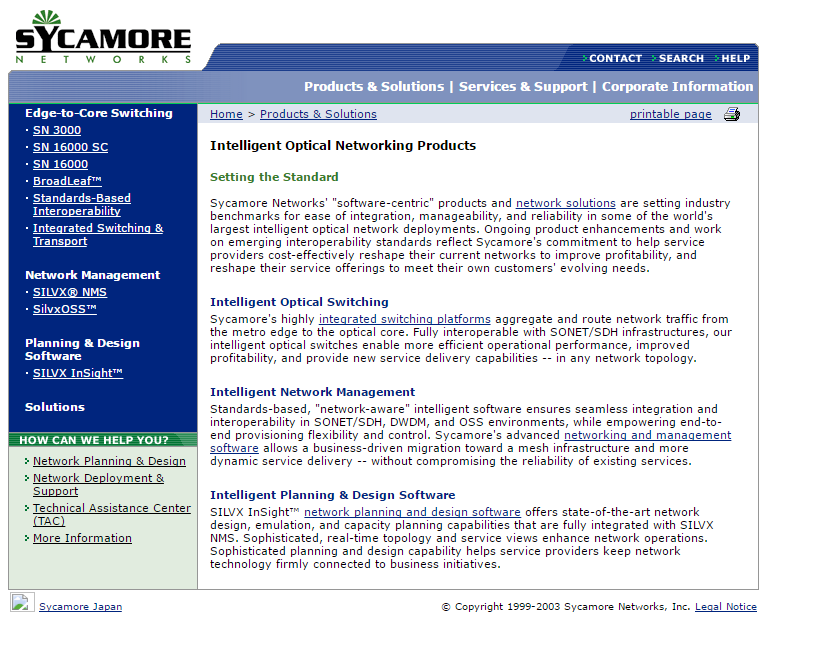 SYCAMORE
NETWORKS
CONTACT SEARCH HELP
Products & Solutions | Services & Support | Corporate Information
Edge-to-Core Switching
· SN 3000
· SN 16000 SC
· SN 16000
· BroadLeaf™
· Standards-Based
Interoperability
· Integrated Switching &
Transport
Network Management
· SILVX® NMS
· SilvxOSS™
Planning & Design
Software
· SILVX InSight™
Solutions
HOW CAN WE HELP YOU?
Network Planning & Design
Network Deployment &
Support
Technical Assistance Center
(TAC)
More Information
Home > Products & Solutions
printable page
Intelligent Optical Networking Products
Setting the Standard
Sycamore Networks' "software-centric" products and network solutions are setting industry
benchmarks for ease of integration, manageability, and reliability in some of the world's
largest intelligent optical network deployments. Ongoing product enhancements and work
on emerging interoperability standards reflect Sycamore's commitment to help service
providers cost-effectively reshape their current networks to improve profitability, and
reshape their service offerings to meet their own customers' evolving needs.
Intelligent Optical Switching
Sycamore's highly integrated switching platforms aggregate and route network traffic from
the metro edge to the optical core. Fully interoperable with SONET/SDH infrastructures, our
intelligent optical switches enable more efficient operational performance, improved
profitability, and provide new service delivery capabilities -- in any network topology.
Intelligent Network Management
Standards-based, "network-aware" intelligent software ensures seamless integration and
interoperability in SONET/SDH, DWDM, and OSS environments, while empowering end-to-
end provisioning flexibility and control. Sycamore's advanced networking and management
software allows a business-driven migration toward a mesh infrastructure and more
dynamic service delivery -- without compromising the reliability of existing services.
Intelligent Planning & Design Software
SILVX InSight™ network planning and design software offers state-of-the-art network
design, emulation, and capacity planning capabilities that are fully integrated with SILVX
NMS. Sophisticated, real-time topology and service views enhance network operations.
Sophisticated planning and design capability helps service providers keep network
technology firmly connected to business initiatives.
Sycamore Japan
© Copyright 1999-2003 Sycamore Networks, Inc. Legal Notice